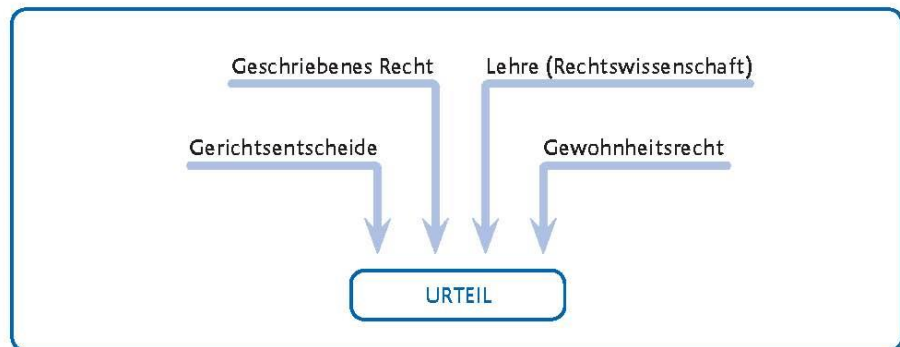 Geschriebenes Recht
Lehre (Rechtswissenschaft)
Gerichtsentscheide
Gewohnheitsrecht
URTEIL